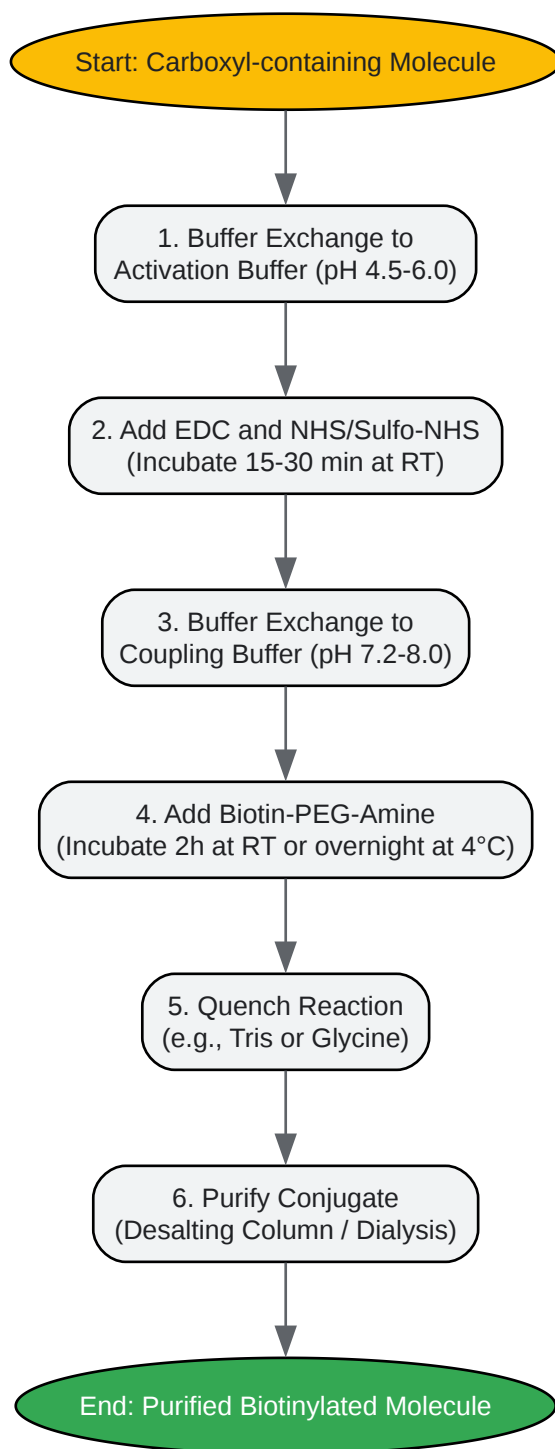 Start: Carboxyl-containing Molecule
1. Buffer Exchange to
Activation Buffer (pH 4.5-6.0)
2. Add EDC and NHS/Sulfo-NHS
(Incubate 15-30 min at RT)
3. Buffer Exchange to
Coupling Buffer (pH 7.2-8.0)
4. Add Biotin-PEG-Amine
(Incubate 2h at RT or overnight at 4°C)
5. Quench Reaction
(e.g., Tris or Glycine)
6. Purify Conjugate
(Desalting Column / Dialysis)
End: Purified Biotinylated Molecule